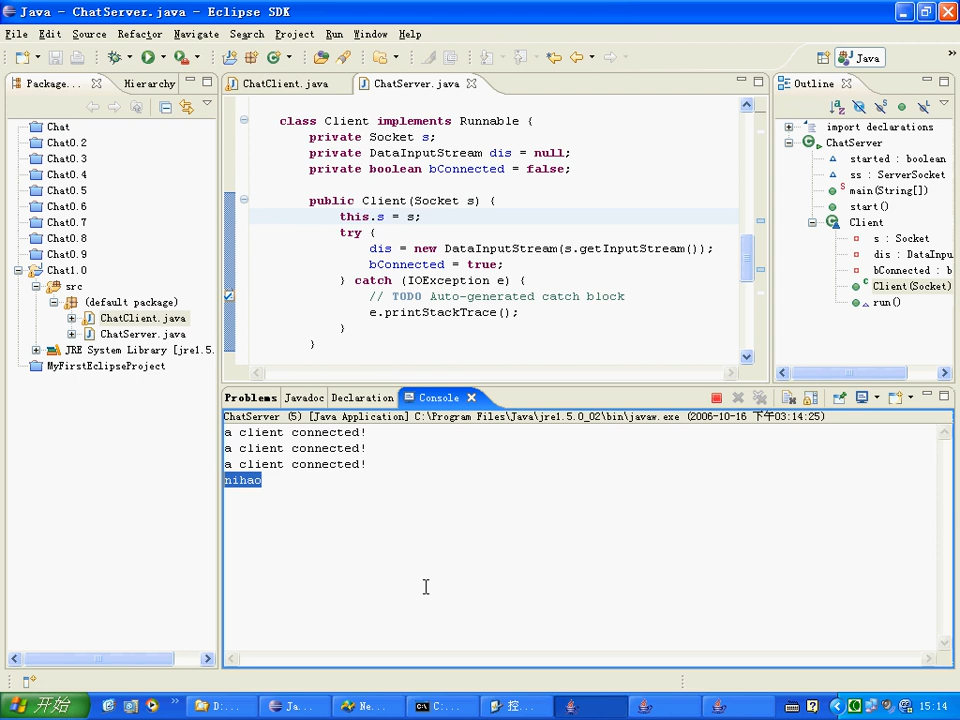 Java - ChatServer.java - Eclipse SDK
File Edit Source Refactor Navigate Search Project Run Window Help
Java
Package... Hierarchy
Chat
Chat0.2
Chat0.3
Chat0.4
Chat0.5
Chat0.6
Chat0.7
Chat0.8
Chat0.9
Chat1.0
src
(default package)
ChatClient.java
ChatServer.java
JRE System Library [jre1.5.
MyFirstEclipseProject
ChatClient.java ChatServer.java
class Client implements Runnable {
private Socket s;
private DataInputStream dis = null;
private boolean bConnected = false;
public Client(Socket s) {
this.s = s;
try {
dis = new DataInputStream(s.getInputStream());
bConnected = true;
} catch (IOException e) {
// TODO Auto-generated catch block
e.printStackTrace();
}
}
Outline
import declarations
ChatServer
started : boolean
ss : ServerSocket
main(String[])
start()
Client
s : Socket
dis : DataInpu
bConnected : b
Client(Socket)
run()
Problems Javadoc Declaration Console
ChatServer (5) [Java Application] C:\Program Files\Java\jre1.5.0_02\bin\javaw.exe (2006-10-16 下午03:14:25)
a client connected!
a client connected!
a client connected!
nihao
开始 D:... Ja... Ne... C:... 控... 15:14